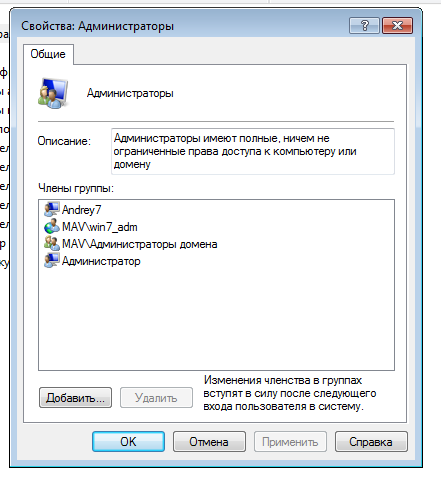 Свойства: Администраторы
Общие
Администраторы
Описание:
Администраторы имеют полные, ничем не
ограниченные права доступа к компьютеру или
домену
Члены группы:
Andrey7
MAV\win7_adm
MAV\Администраторы домена
Администратор
Добавить...
Удалить
Изменения членства в группах
вступят в силу после следующего
входа пользователя в систему.
OK
Отмена
Применить
Справка